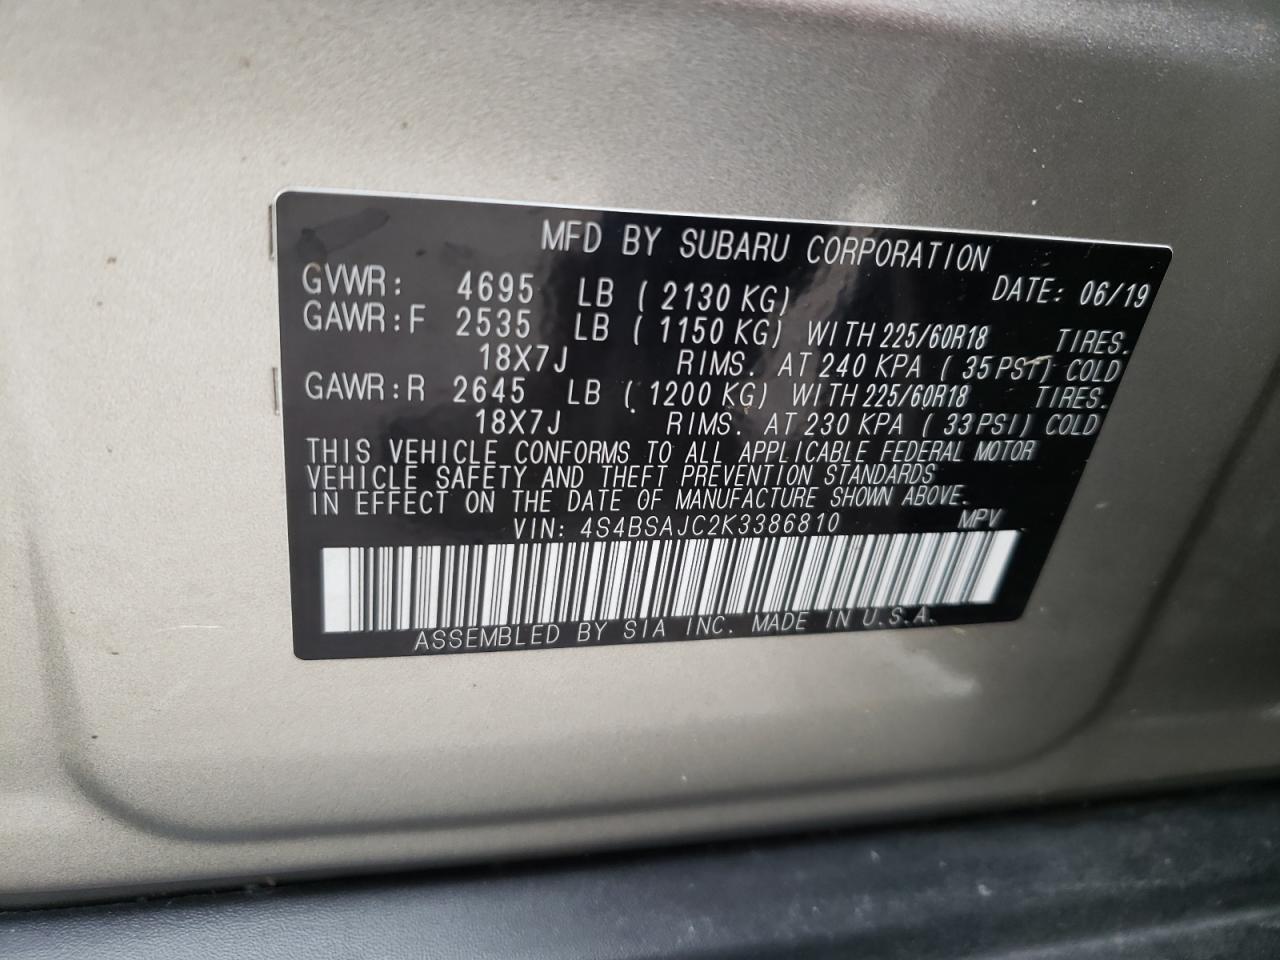 MFD BY SUBARU CORPORATION
GVWR: 4695 LB ( 2130 KG) DATE: 06/19
GAWR:F 2535 LB ( 1150 KG) WITH 225/60R18 TIRES.
18X7J RIMS. AT 240 KPA ( 35 PSI) COLD
GAWR:R 2645 LB ( 1200 KG) WITH 225/60R18 TIRES.
18X7J RIMS. AT 230 KPA ( 33 PSI) COLD
THIS VEHICLE CONFORMS TO ALL APPLICABLE FEDERAL MOTOR
VEHICLE SAFETY AND THEFT PREVENTION STANDARDS
IN EFFECT ON THE DATE OF MANUFACTURE SHOWN ABOVE.
VIN: 4S4BSAJC2K3386810 MPV
ASSEMBLED BY SIA INC. MADE IN U.S.A.